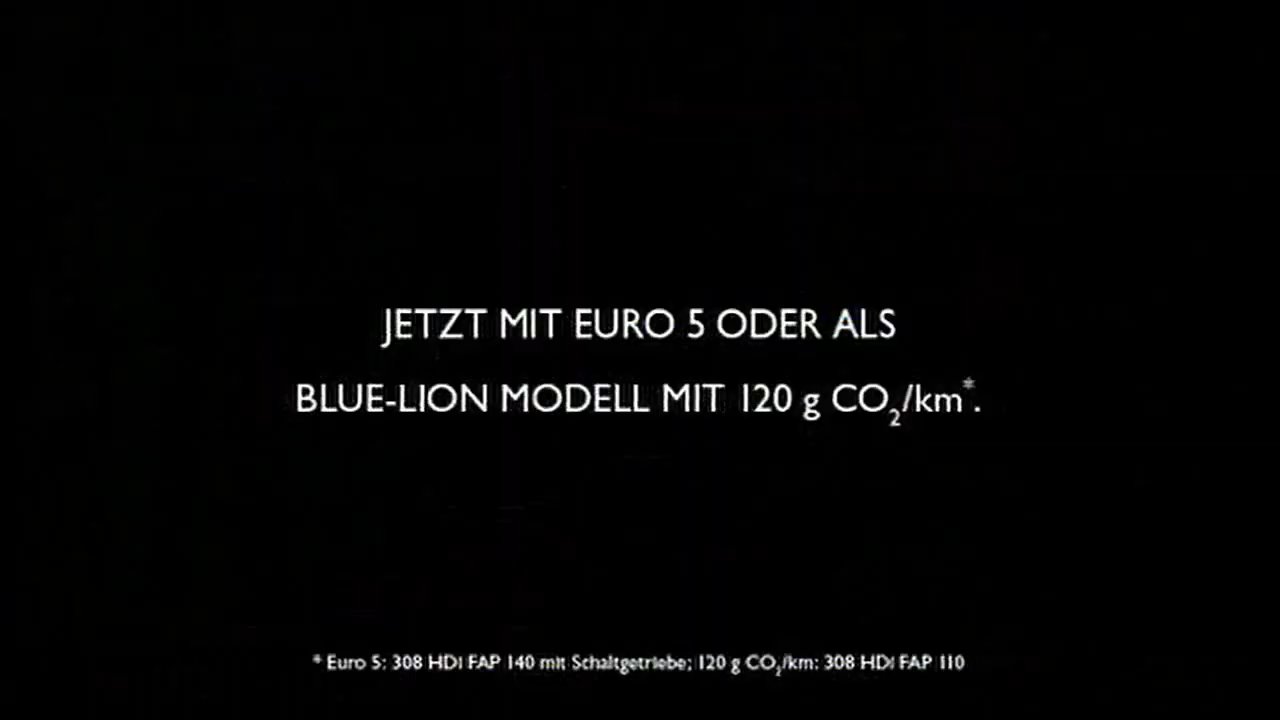 JETZT MIT EURO 5 ODER ALS
BLUE-LION MODELL MIT 120 g CO₂/km*.
* Euro 5: 308 HDI FAP 140 mit Schaltgetriebe; 120 g CO₂/km: 308 HDI FAP 110